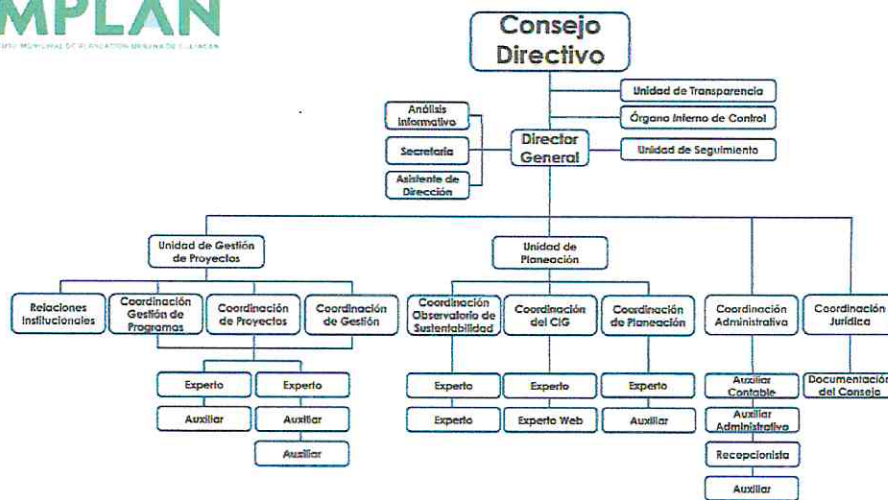 IMPLAN
Consejo
Directivo
Unidad de Transparencia
Órgano Interno de Control
Análisis
Informativo
Secretaria
Director
General
Unidad de Seguimiento
Asistente de
Dirección
Unidad de Gestión
de Proyectos
Unidad de
Planeación
Relaciones
Institucionales
Coordinación
Gestión de
Programas
Coordinación
de Proyectos
Coordinación
de Gestión
Coordinación
Observatorio de
Sustentabilidad
Coordinación
del CIG
Coordinación
de Planeación
Coordinación
Administrativa
Coordinación
Jurídica
Experto
Experto
Experto
Experto
Experto
Auxiliar
Contable
Documentación
del Consejo
Auxiliar
Auxiliar
Experto
Experto Web
Auxiliar
Auxiliar
Administrativo
Auxiliar
Recepcionista
Auxiliar